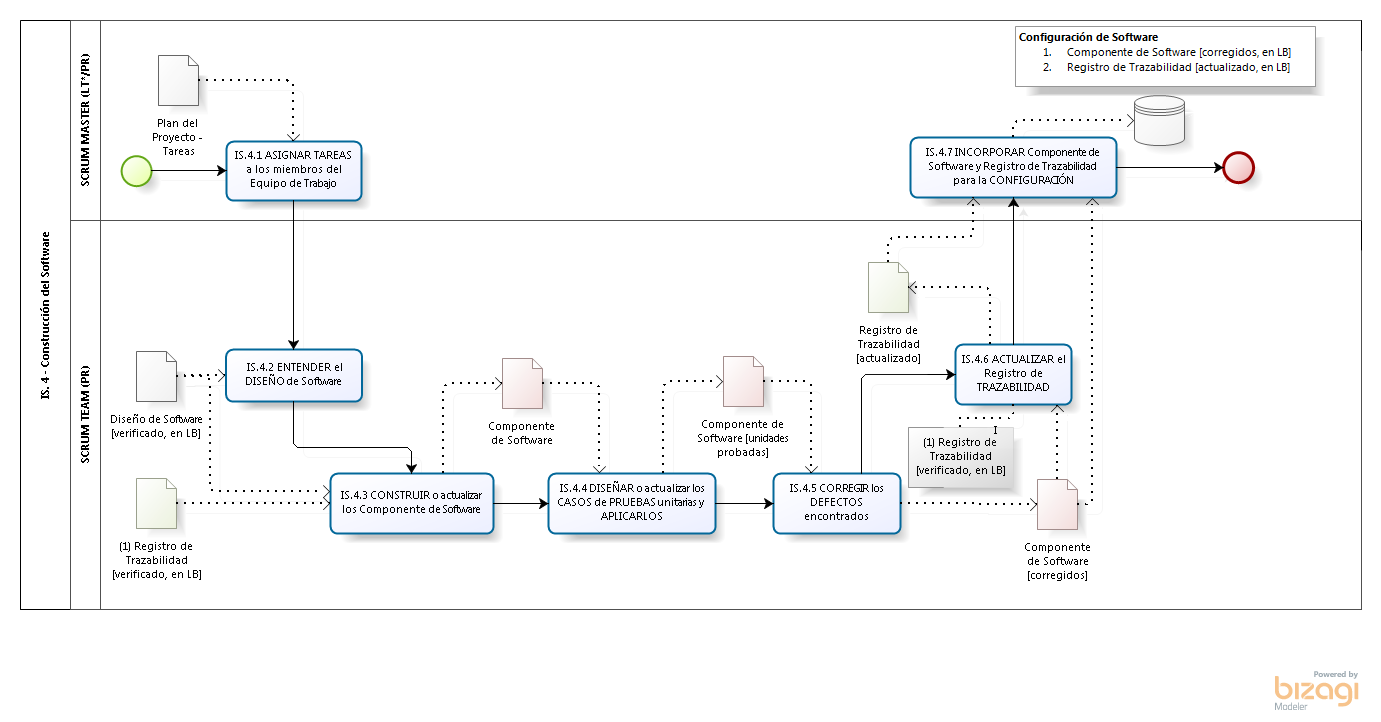 IS. 4 - Construcción del Software
SCRUM MASTER (LT*/PR)
Configuración de Software
1. Componente de Software [corregidos, en LB]
2. Registro de Trazabilidad [actualizado, en LB]
Plan del
Proyecto -
Tareas
IS.4.1 ASIGNAR TAREAS
a los miembros del
Equipo de Trabajo
IS.4.7 INCORPORAR Componente de
Software y Registro de Trazabilidad
para la CONFIGURACIÓN
SCRUM TEAM (PR)
Diseño de Software
[verificado, en LB]
IS.4.2 ENTENDER el
DISEÑO de Software
(1) Registro de
Trazabilidad
[verificado, en LB]
IS.4.3 CONSTRUIR o actualizar
los Componente de Software
Componente
de Software
IS.4.4 DISEÑAR o actualizar los
CASOS de PRUEBAS unitarias y
APLICARLOS
Componente de
Software [unidades
probadas]
IS.4.5 CORREGIR los
DEFECTOS
encontrados
Registro de
Trazabilidad
[actualizado]
IS.4.6 ACTUALIZAR el
Registro de
TRAZABILIDAD
(1) Registro de
Trazabilidad
[verificado, en LB]
Componente
de Software
[corregidos]
Powered by
bizagi
Modeler